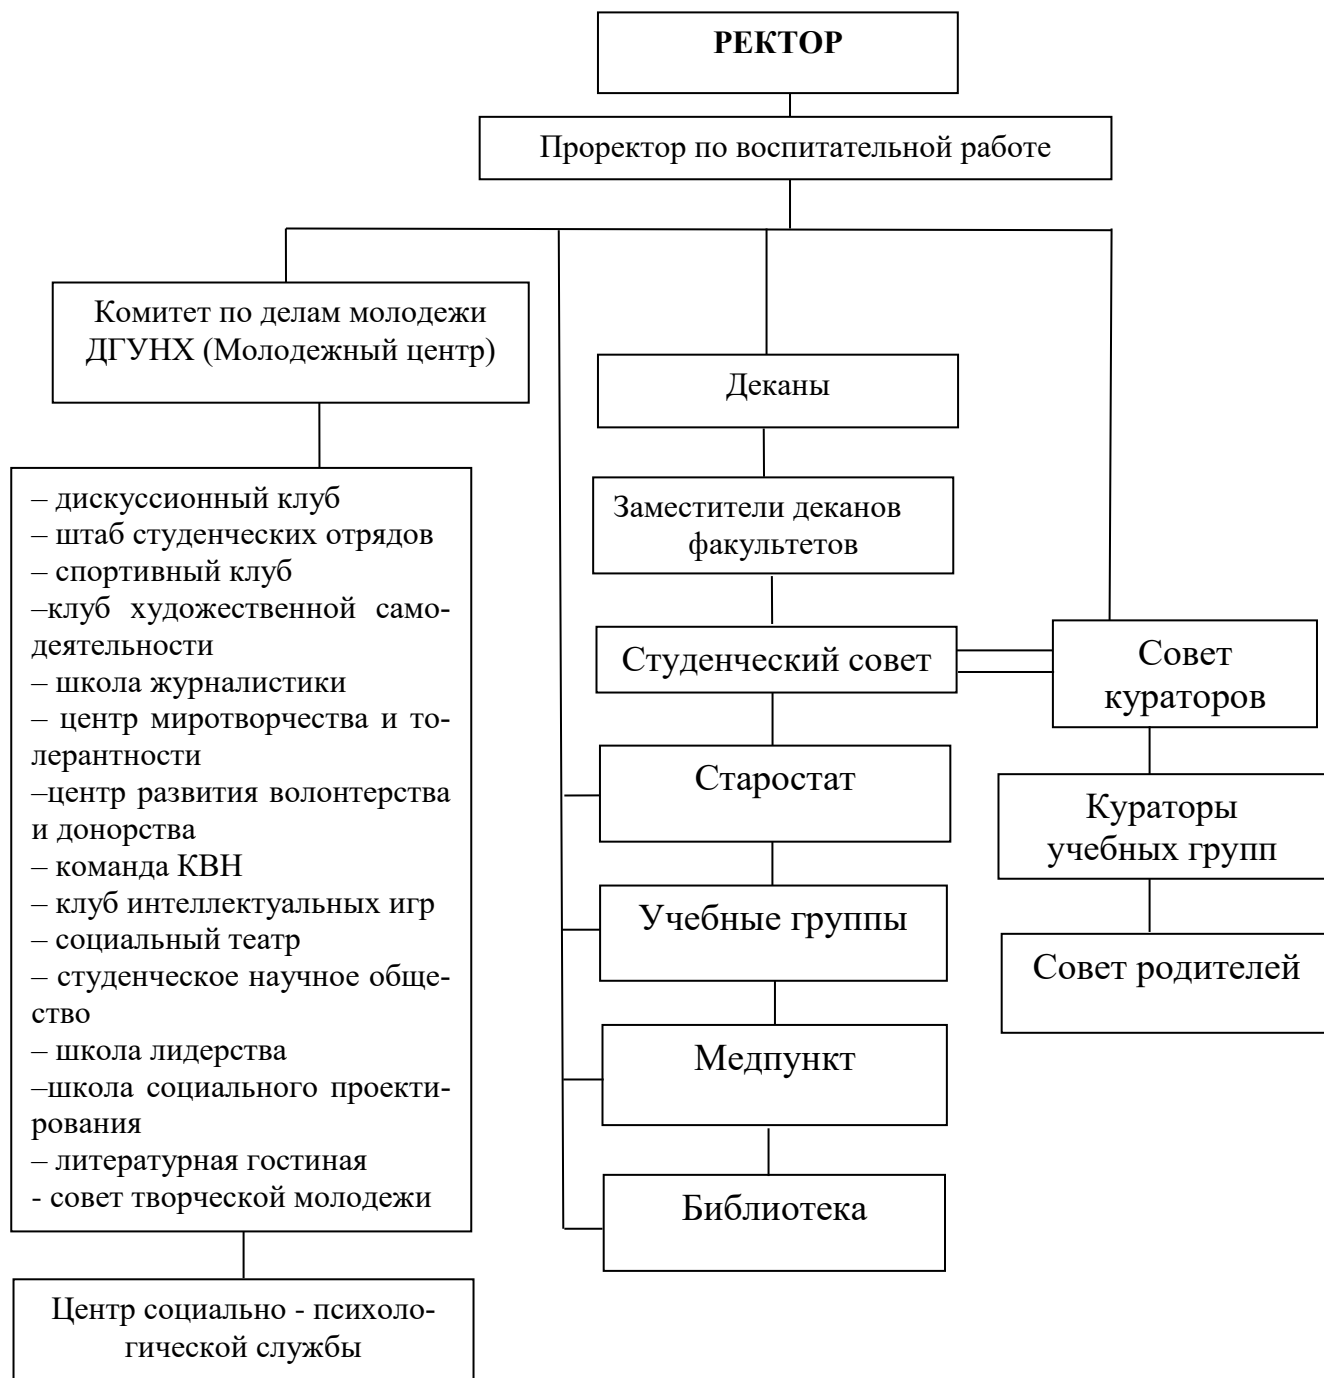 РЕКТОР
Проректор по воспитательной работе
Комитет по делам молодежи
ДГУНХ (Молодежный центр)
Деканы
Заместители деканов
факультетов
Студенческий совет
Совет
кураторов
Старостат
Кураторы
учебных групп
Учебные группы
Совет родителей
Медпункт
Библиотека
– дискуссионный клуб
– штаб студенческих отрядов
– спортивный клуб
–клуб художественной само-
деятельности
– школа журналистики
– центр миротворчества и то-
лерантности
–центр развития волонтерства
и донорства
– команда КВН
– клуб интеллектуальных игр
– социальный театр
– студенческое научное обще-
ство
– школа лидерства
–школа социального проекти-
рования
– литературная гостиная
- совет творческой молодежи
Центр социально - психоло-
гической службы